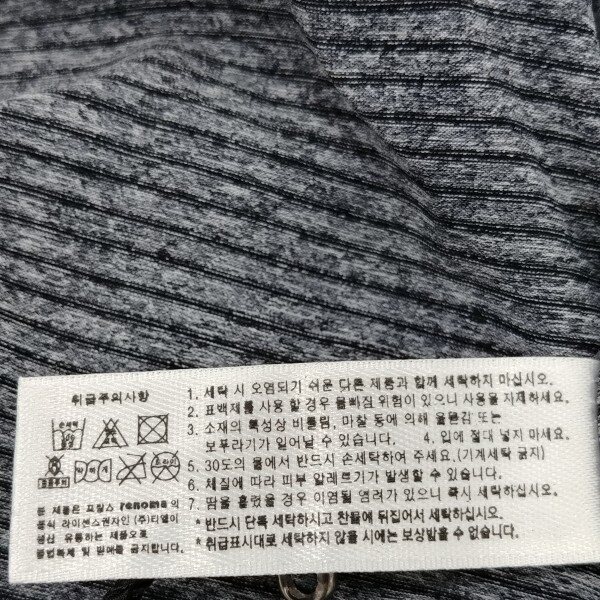 취급주의사항
손세탁
본 제품은 프랑스 renoma의
정식 라이센스권자인 (주)티엘이
생산 유통하는 제품으로
불법복제 및 판매를 금지합니다.
1. 세탁 시 오염되기 쉬운 다른 제품과 함께 세탁하지 마십시오.
2. 표백제를 사용 할 경우 물빠짐 위험이 있으니 사용을 자제하세요.
3. 소재의 특성상 비틀림, 마찰 등에 의해 올뜯김 또는
보푸라기가 일어날 수 있습니다. 4. 입에 절대 넣지 마세요.
5. 30도의 물에서 반드시 손세탁하여 주세요.(기계세탁 금지)
6. 체질에 따라 피부 알레르기가 발생할 수 있습니다.
7. 땀을 흘렸을 경우 이염될 염려가 있으니 즉시 세탁하십시오.
* 반드시 단독 세탁하시고 찬물에 뒤집어서 세탁하십시오
* 취급표시대로 세탁하지 않을 시에는 보상받을 수 없습니다.